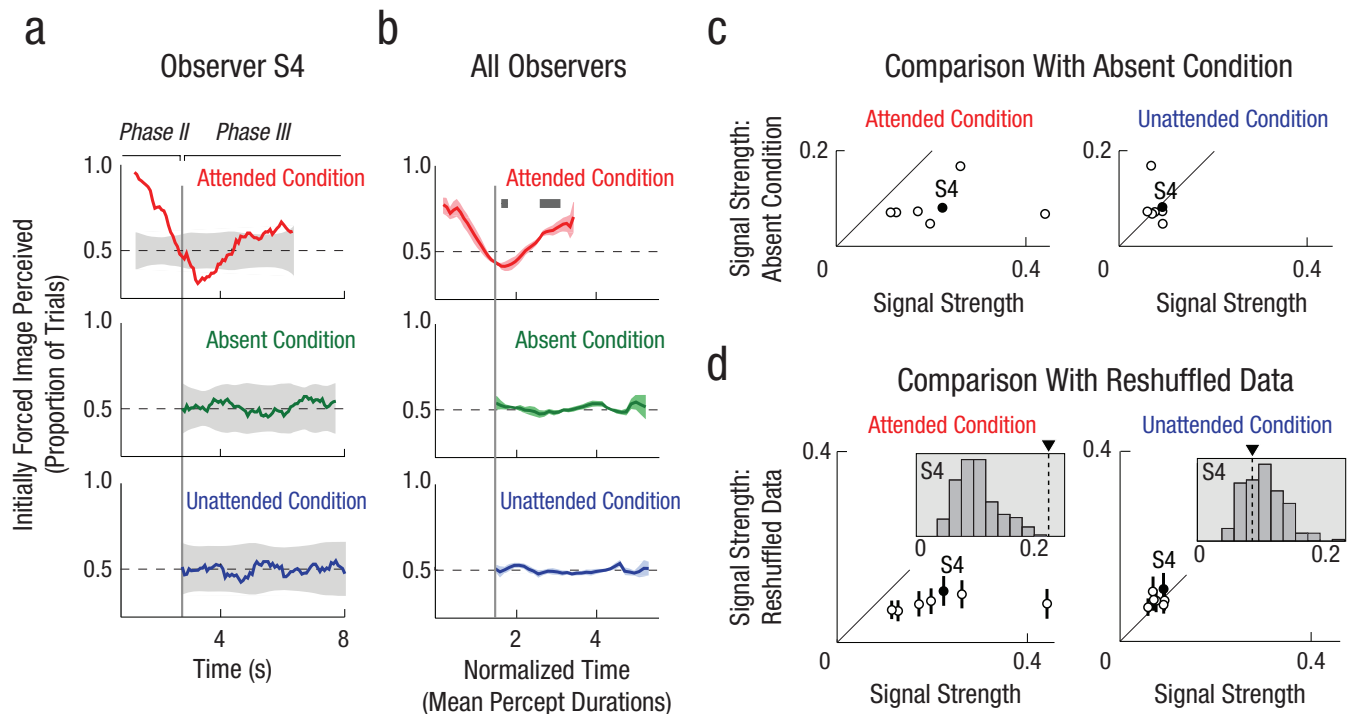 a
Observer S4
Phase II
Phase III
Initially Forced Image Perceived
(Proportion of Trials)
1.0
Attended Condition
0.5
1.0
Absent Condition
0.5
1.0
Unattended Condition
0.5
4
8
Time (s)
b
All Observers
1.0
Attended Condition
0.5
1.0
Absent Condition
0.5
1.0
Unattended Condition
0.5
2
4
Normalized Time
(Mean Percept Durations)
c
Comparison With Absent Condition
Signal Strength:
Absent Condition
Attended Condition
0.2
S4
0
0.4
Signal Strength
Unattended Condition
0.2
S4
0
0.4
Signal Strength
d
Comparison With Reshuffled Data
Signal Strength:
Reshuffled Data
Attended Condition
0.4
S4
0
0.2
S4
0
0.4
Signal Strength
Unattended Condition
0.4
S4
0
0.2
S4
0
0.4
Signal Strength